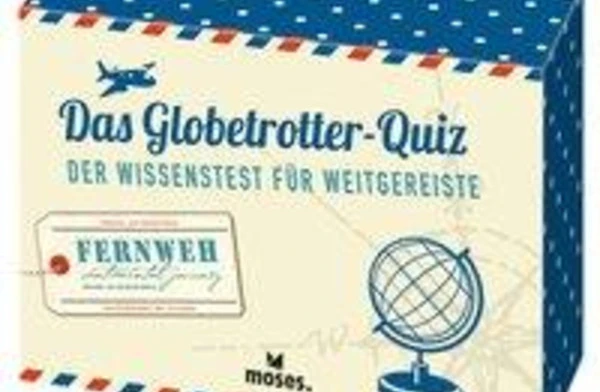 Das Globetrotter-Quiz
DER WISSENSTEST FÜR WEITGEREISTE
FERNWEH
moses.